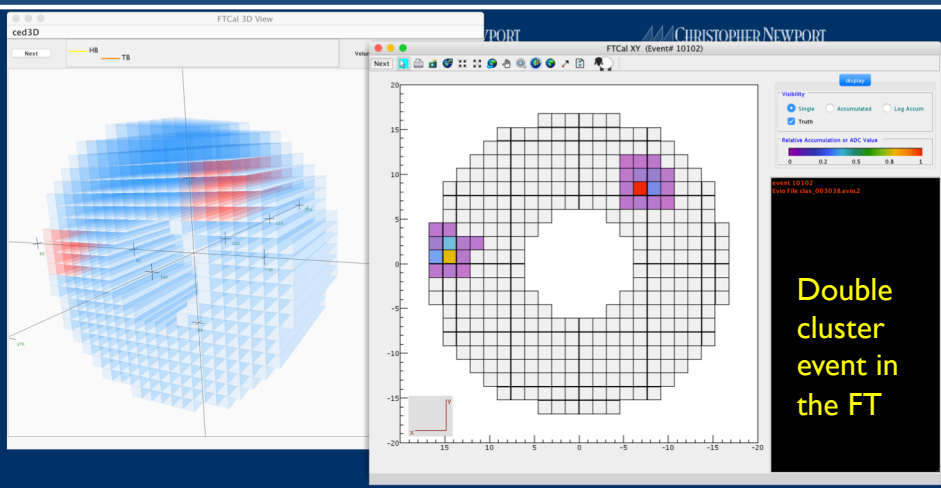 FTCal 3D View
ced3D
Next
HB
TB
Volu
/PORT
CHRISTOPHER NEWPORT
FTCal XY (Event# 10102)
Next
display
Visibility
Single Accumulated Log Accum
Truth
Relative Accumulation or ADC Value
0 0.2 0.5 0.8 1
event 10102
Evio File clas_003038.evio.2
20
15
10
5
0
-5
-10
-15
-20
15 10 5 0 -5 -10 -15 -20
y
x
Double
cluster
event in
the FT